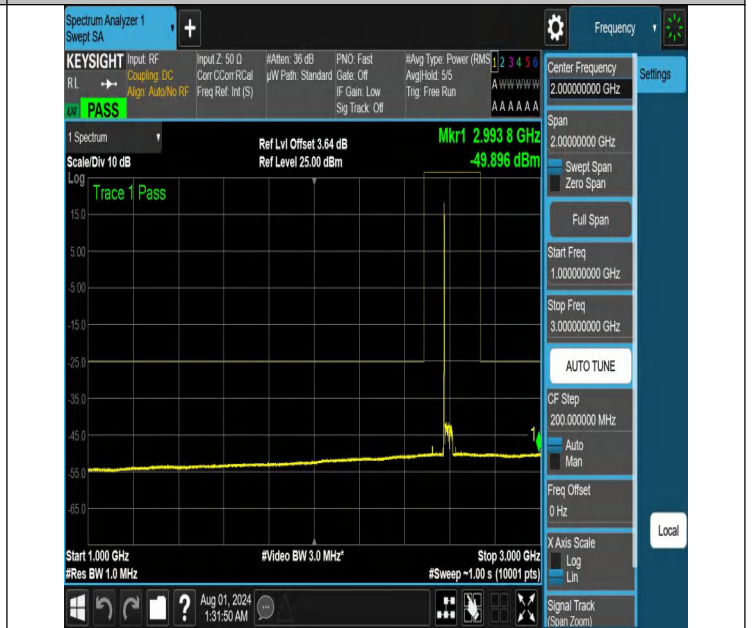 Spectrum Analyzer 1
Swept SA
+
Frequency
KEYSIGHT
RL
PASS
Input: RF
Coupling: DC
Align: Auto/No RF
Input Z: 50 Ω
Corr CCorr RCal
Freq Ref: Int (S)
#Atten: 36 dB
µW Path: Standard
PNO: Fast
Gate: Off
IF Gain: Low
Sig Track: Off
#Avg Type: Power (RMS
Avg|Hold: 5/5
Trig: Free Run
1 2 3 4 5 6
A W W W W W
A A A A A A
1 Spectrum
Scale/Div 10 dB
Ref Lvl Offset 3.64 dB
Ref Level 25.00 dBm
Mkr1 2.993 8 GHz
-49.896 dBm
Log
Trace 1 Pass
15.0
5.00
-5.00
-15.0
-25.0
-35.0
-45.0
-55.0
-65.0
1
Start 1.000 GHz
#Res BW 1.0 MHz
#Video BW 3.0 MHz*
Stop 3.000 GHz
#Sweep ~1.00 s (10001 pts)
Aug 01, 2024
1:31:50 AM
?
Center Frequency
2.000000000 GHz
Span
2.00000000 GHz
Swept Span
Zero Span
Full Span
Start Freq
1.000000000 GHz
Stop Freq
3.000000000 GHz
AUTO TUNE
CF Step
200.000000 MHz
Auto
Man
Freq Offset
0 Hz
X Axis Scale
Log
Lin
Signal Track
(Span Zoom)
Settings
Local